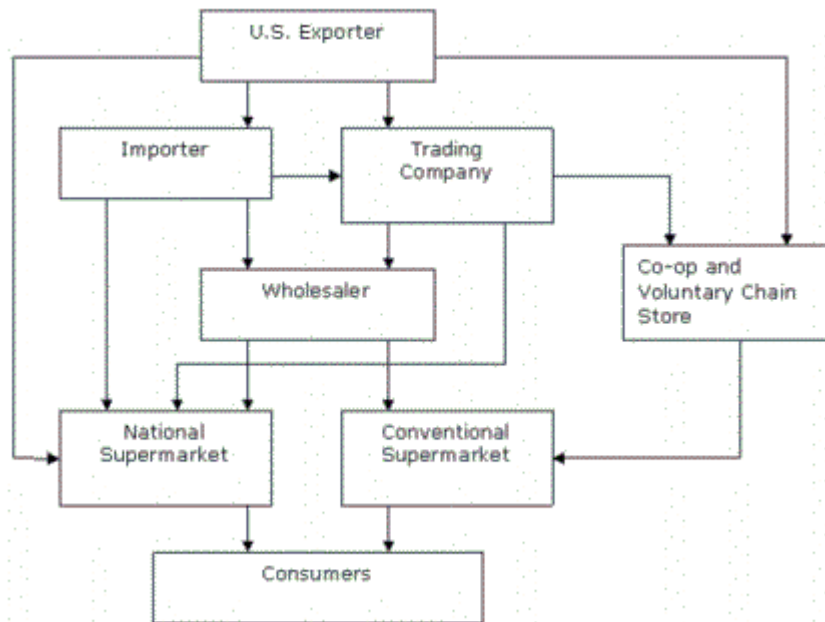 U.S. Exporter
Importer
Trading
Company
Co-op and
Voluntary Chain
Store
Wholesaler
National
Supermarket
Conventional
Supermarket
Consumers